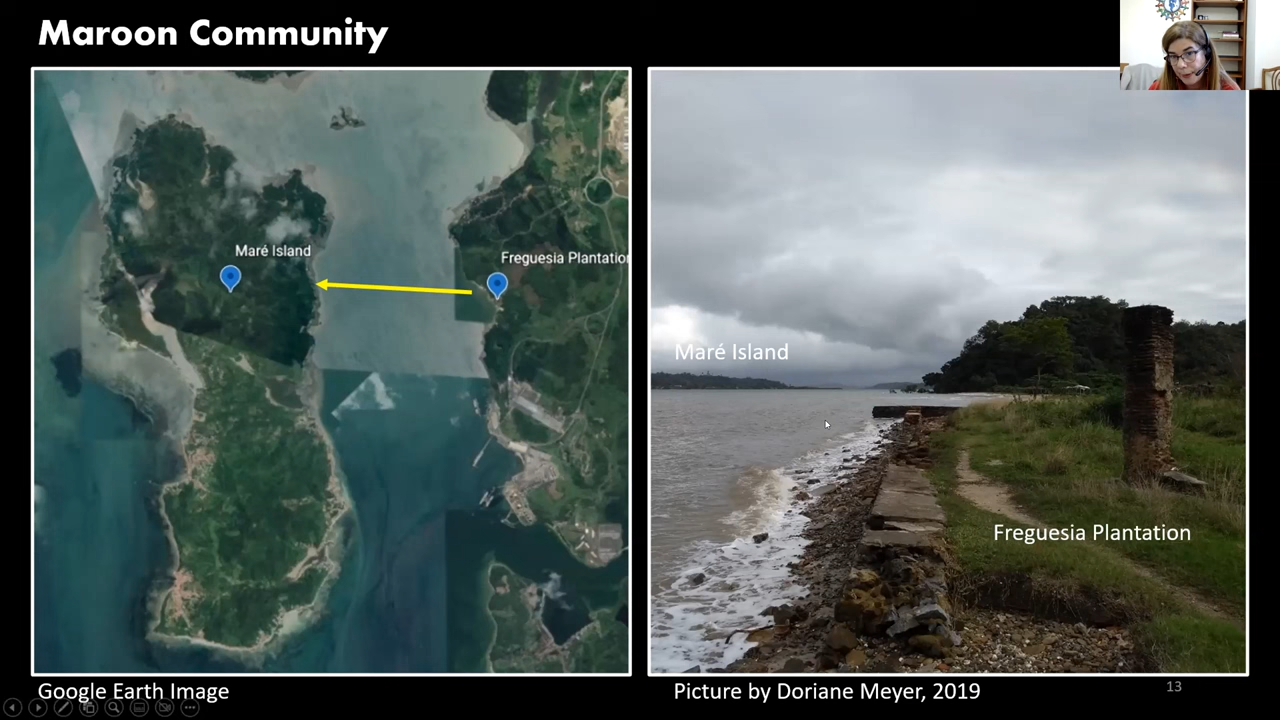 Maroon Community
Maré Island
Freguesia Plantation
Maré Island
Freguesia Plantation
Google Earth Image
Picture by Doriane Meyer, 2019
13